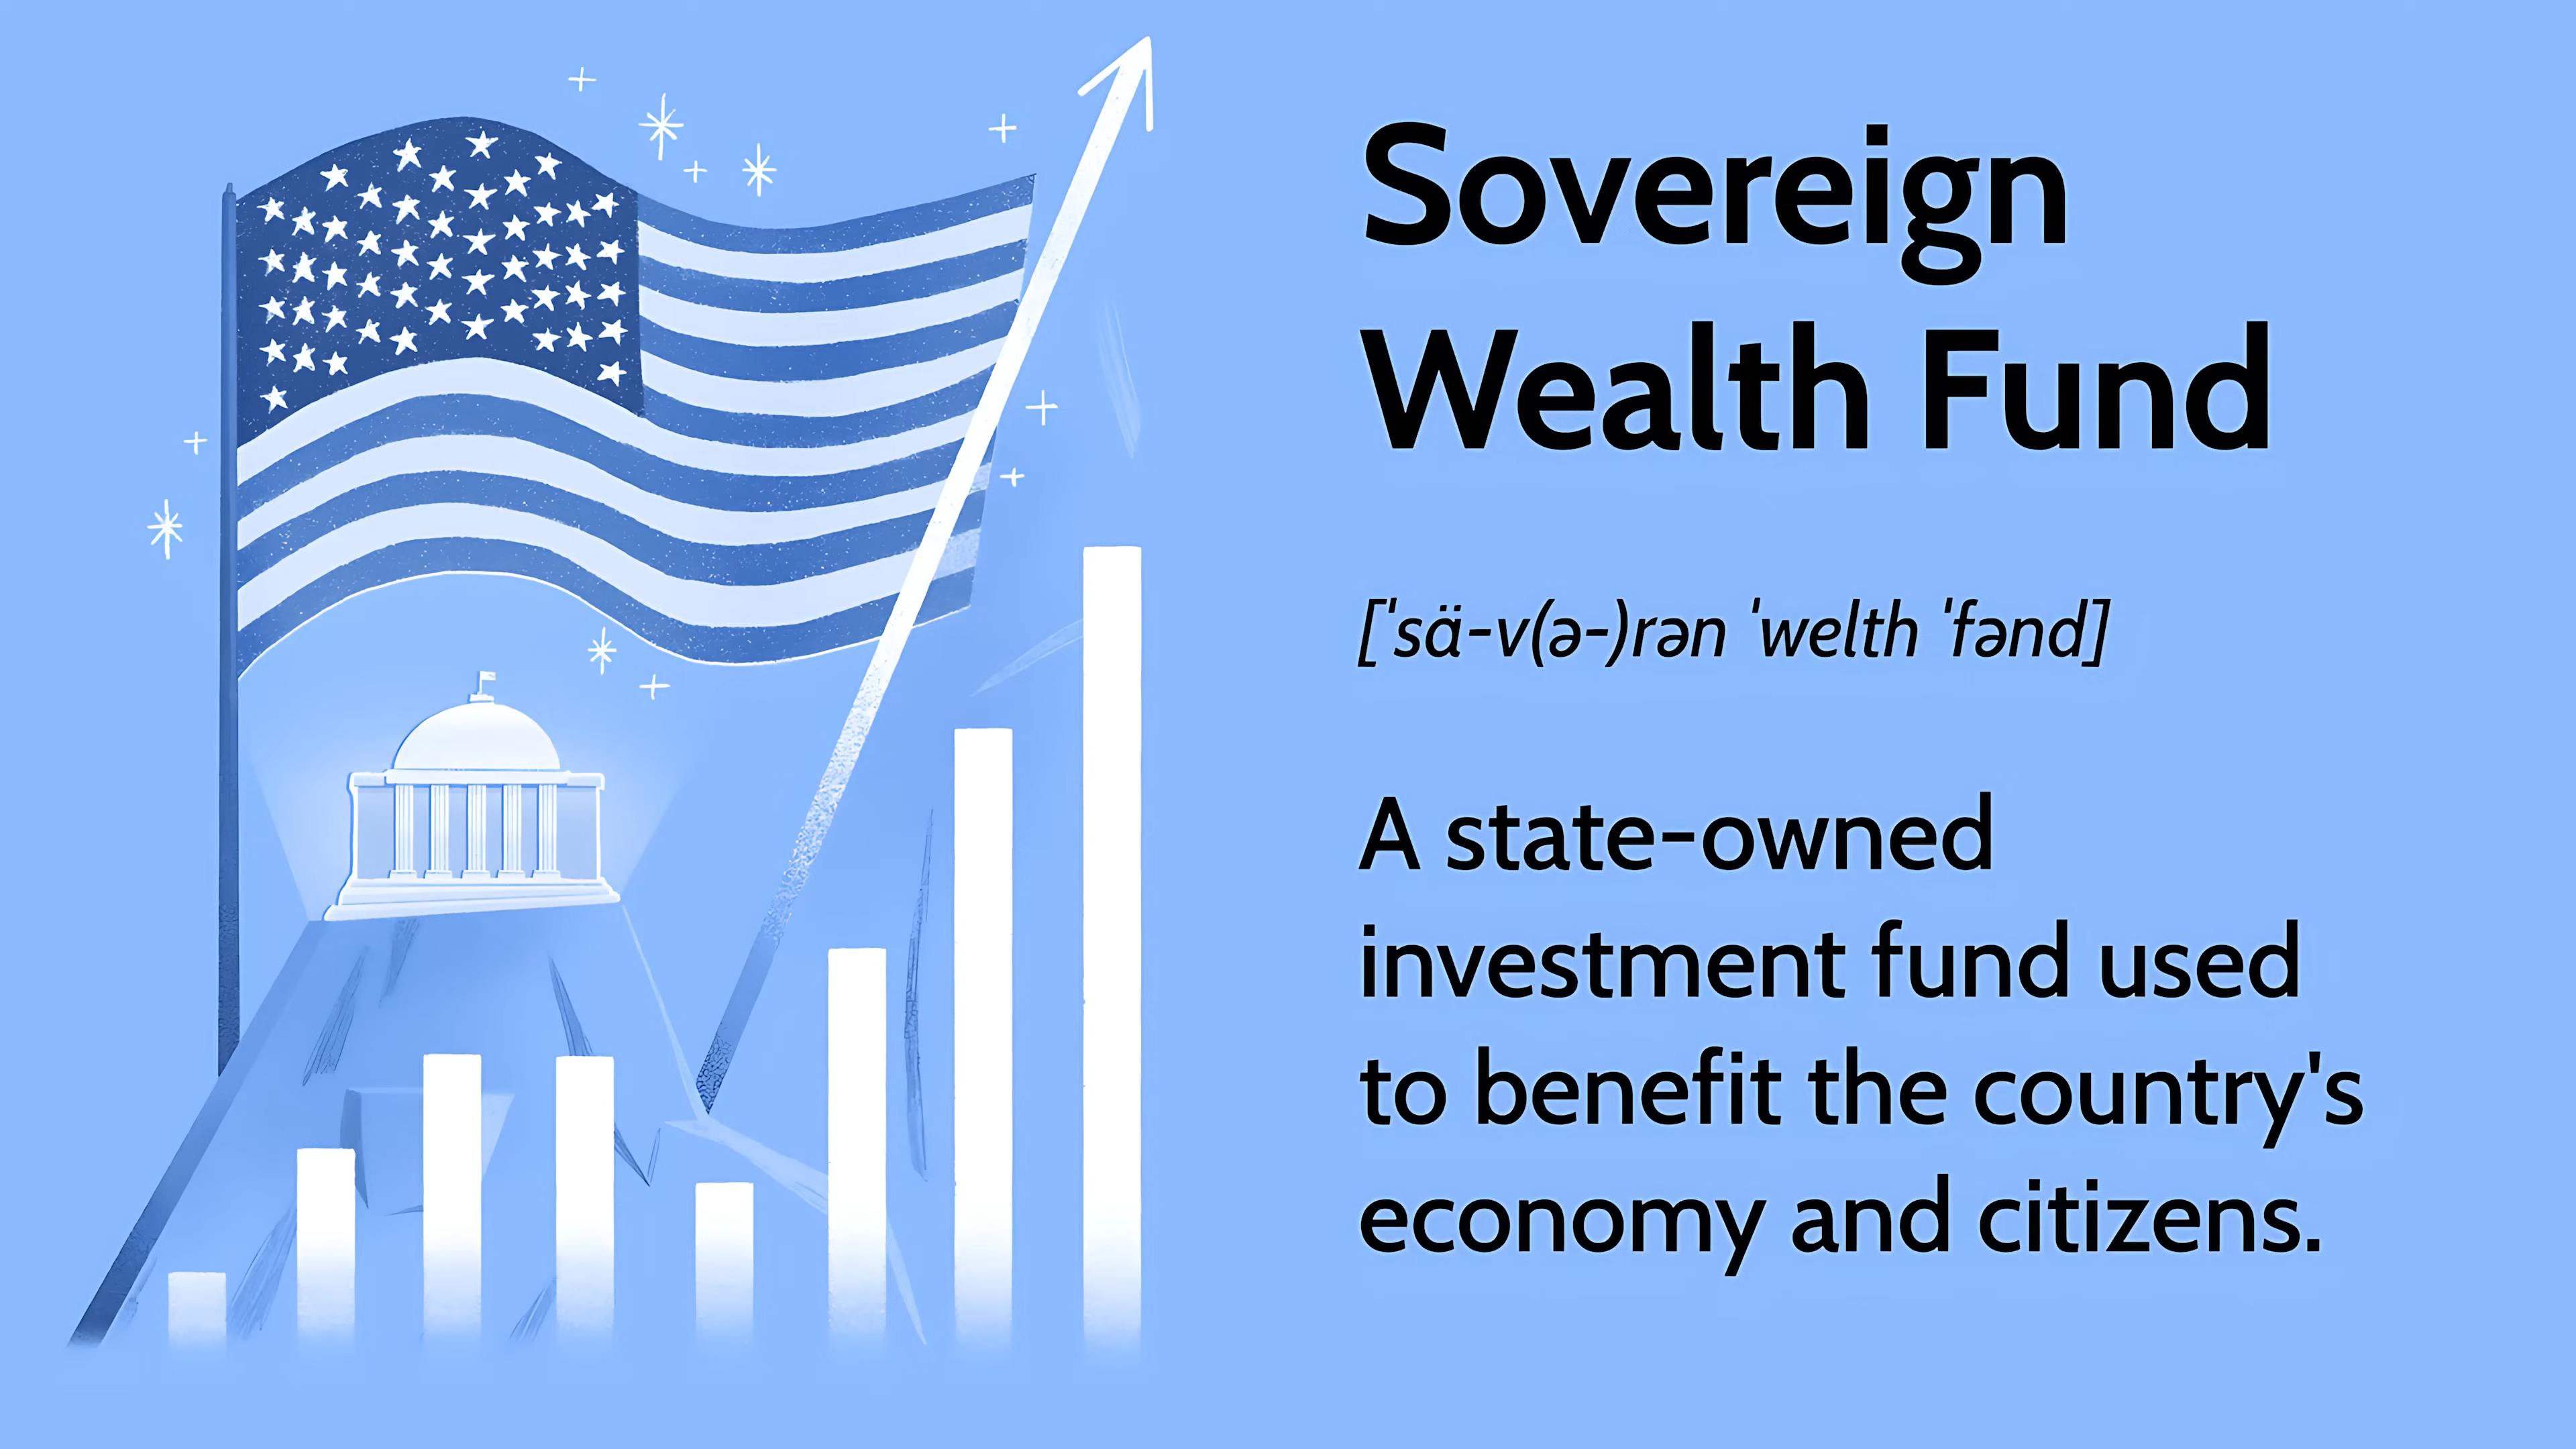 Sovereign
Wealth Fund
[ˈsä-v(ə-)rən ˈwelth ˈfənd]
A state-owned
investment fund used
to benefit the country's
economy and citizens.